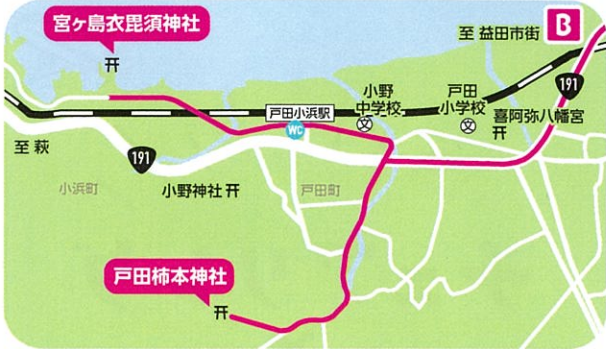 宮ヶ島衣毘須神社
至 益田市街
B
小野
中学校
戸田
小学校
191
戸田小浜駅
喜阿弥八幡宮
文
文
WC
至 萩
191
小浜町
小野神社
戸田町
戸田柿本神社